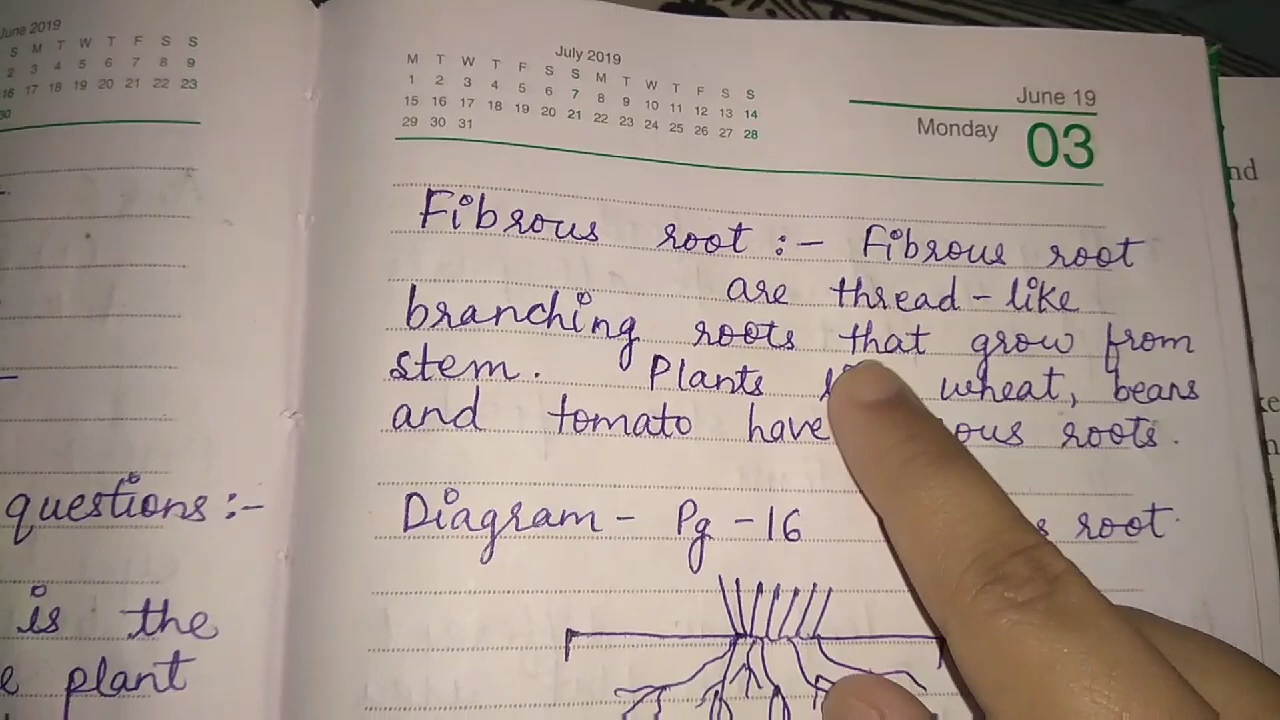 June 2019
S M T W T F S S
2 3 4 5 6 7 8 9
16 17 18 19 20 21 22 23
30
questions :-
is the
plant
July 2019
M T W T F S S M T W T F S S
1 2 3 4 5 6 7 8 9 10 11 12 13 14
15 16 17 18 19 20 21 22 23 24 25 26 27 28
29 30 31
June 19
Monday 03
Fibrous root :- Fibrous root
are thread-like
branching roots that grow from
stem. Plants wheat, beans
and tomato have roots.
Diagram - Pg - 16 root.